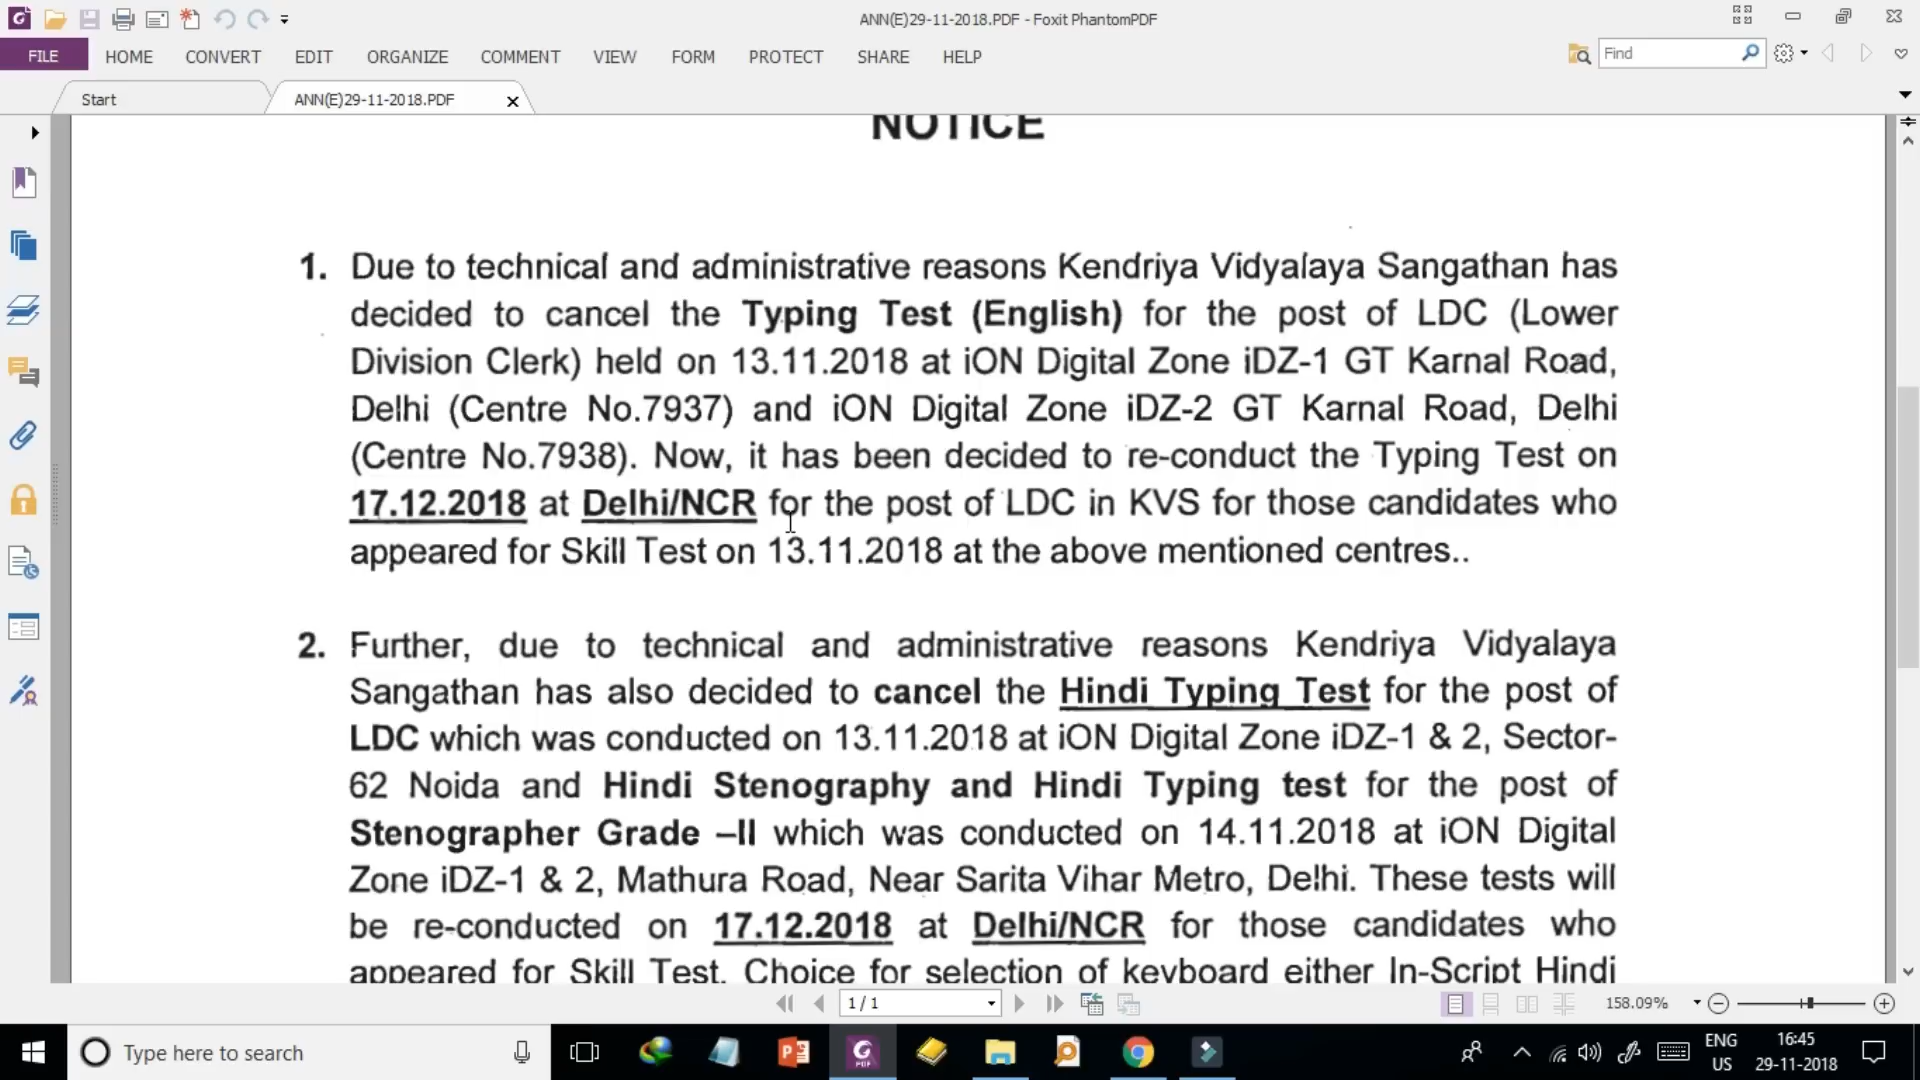 ANN(E)29-11-2018.PDF - Foxit PhantomPDF
FILE HOME CONVERT EDIT ORGANIZE COMMENT VIEW FORM PROTECT SHARE HELP Find
Start ANN(E)29-11-2018.PDF
NOTICE
1. Due to technical and administrative reasons Kendriya Vidyalaya Sangathan has
decided to cancel the Typing Test (English) for the post of LDC (Lower
Division Clerk) held on 13.11.2018 at iON Digital Zone iDZ-1 GT Karnal Road,
Delhi (Centre No.7937) and iON Digital Zone iDZ-2 GT Karnal Road, Delhi
(Centre No.7938). Now, it has been decided to re-conduct the Typing Test on
17.12.2018 at Delhi/NCR for the post of LDC in KVS for those candidates who
appeared for Skill Test on 13.11.2018 at the above mentioned centres..
2. Further, due to technical and administrative reasons Kendriya Vidyalaya
Sangathan has also decided to cancel the Hindi Typing Test for the post of
LDC which was conducted on 13.11.2018 at iON Digital Zone iDZ-1 & 2, Sector-
62 Noida and Hindi Stenography and Hindi Typing test for the post of
Stenographer Grade –II which was conducted on 14.11.2018 at iON Digital
Zone iDZ-1 & 2, Mathura Road, Near Sarita Vihar Metro, Delhi. These tests will
be re-conducted on 17.12.2018 at Delhi/NCR for those candidates who
appeared for Skill Test. Choice for selection of keyboard either In-Script Hindi
1 / 1 158.09%
Type here to search ENG 16:45
US 29-11-2018